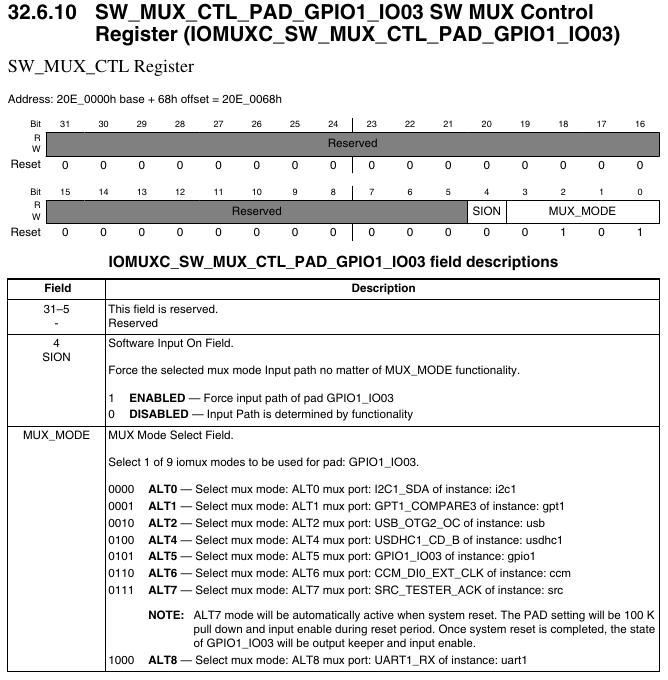 32.6.10 SW_MUX_CTL_PAD_GPIO1_IO03 SW MUX Control
Register (IOMUXC_SW_MUX_CTL_PAD_GPIO1_IO03)
SW_MUX_CTL Register
Address: 20E_0000h base + 68h offset = 20E_0068h
Bit 31 30 29 28 27 26 25 24 23 22 21 20 19 18 17 16
R
Reserved
W
Reset 0 0 0 0 0 0 0 0 0 0 0 0 0 0 0 0
Bit 15 14 13 12 11 10 9 8 7 6 5 4 3 2 1 0
R
Reserved SION MUX_MODE
W
Reset 0 0 0 0 0 0 0 0 0 0 0 0 0 1 0 1
IOMUXC_SW_MUX_CTL_PAD_GPIO1_IO03 field descriptions
Field Description
31–5 This field is reserved.
- Reserved
4 Software Input On Field.
SION
Force the selected mux mode Input path no matter of MUX_MODE functionality.
1 ENABLED — Force input path of pad GPIO1_IO03
0 DISABLED — Input Path is determined by functionality
MUX_MODE MUX Mode Select Field.
Select 1 of 9 iomux modes to be used for pad: GPIO1_IO03.
0000 ALT0 — Select mux mode: ALT0 mux port: I2C1_SDA of instance: i2c1
0001 ALT1 — Select mux mode: ALT1 mux port: GPT1_COMPARE3 of instance: gpt1
0010 ALT2 — Select mux mode: ALT2 mux port: USB_OTG2_OC of instance: usb
0100 ALT4 — Select mux mode: ALT4 mux port: USDHC1_CD_B of instance: usdhc1
0101 ALT5 — Select mux mode: ALT5 mux port: GPIO1_IO03 of instance: gpio1
0110 ALT6 — Select mux mode: ALT6 mux port: CCM_DI0_EXT_CLK of instance: ccm
0111 ALT7 — Select mux mode: ALT7 mux port: SRC_TESTER_ACK of instance: src
NOTE: ALT7 mode will be automatically active when system reset. The PAD setting will be 100 K
pull down and input enable during reset period. Once system reset is completed, the state
of GPIO1_IO03 will be output keeper and input enable.
1000 ALT8 — Select mux mode: ALT8 mux port: UART1_RX of instance: uart1